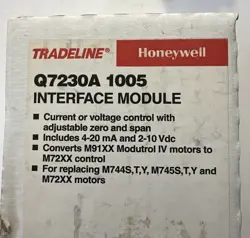 TRADELINE® Honeywell
Q7230A 1005
INTERFACE MODULE
■ Current or voltage control with
adjustable zero and span
■ Includes 4-20 mA and 2-10 Vdc
■ Converts M91XX Modutrol IV motors to
M72XX control
■ For replacing M744S,T,Y, M745S,T,Y and
M72XX motors